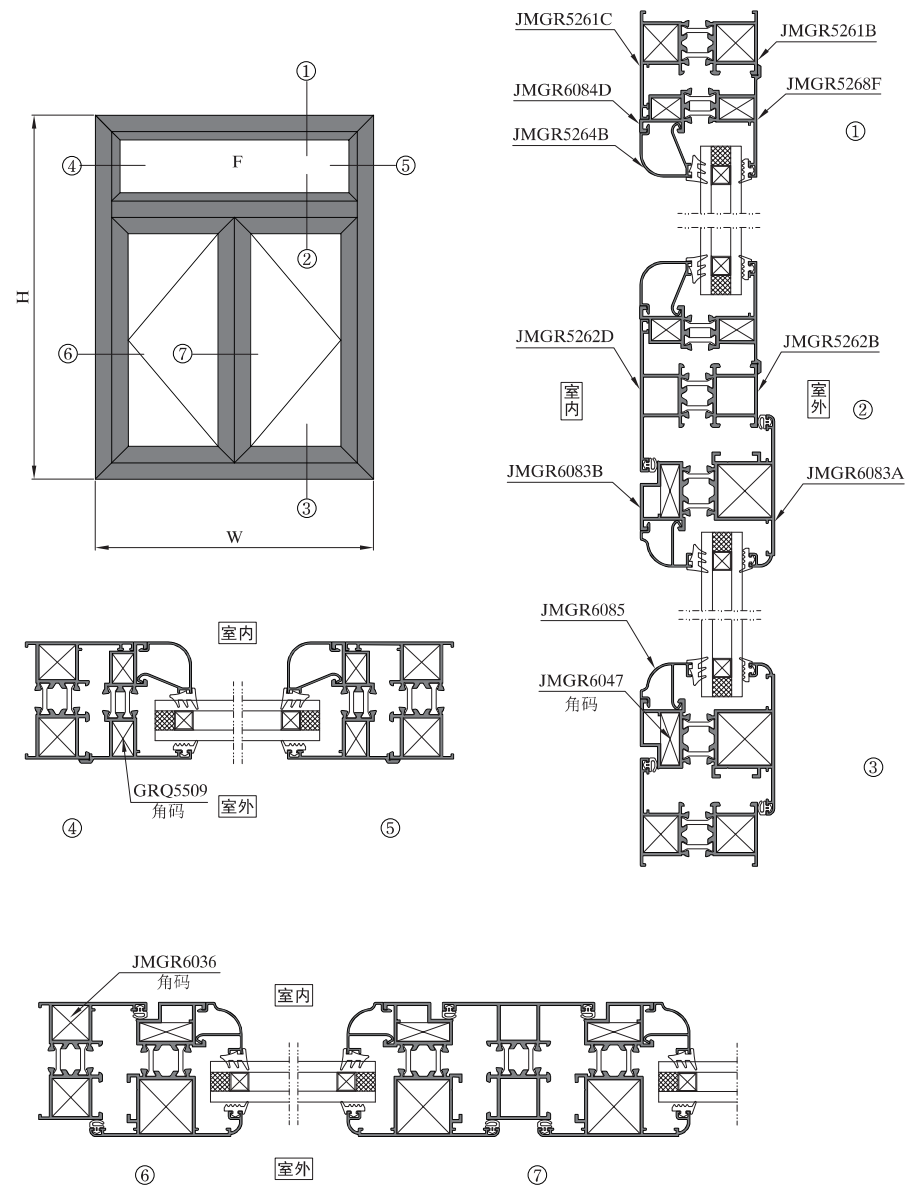 ①
④
F
⑤
②
H
⑥
⑦
③
W
JMGR5261C
JMGR5261B
JMGR6084D
JMGR5268F
JMGR5264B
①
JMGR5262D
JMGR5262B
室内
室外
②
JMGR6083B
JMGR6083A
JMGR6085
JMGR6047
角码
③
室内
GRQ5509
角码
室外
④
⑤
JMGR6036
角码
室内
室外
⑥
⑦